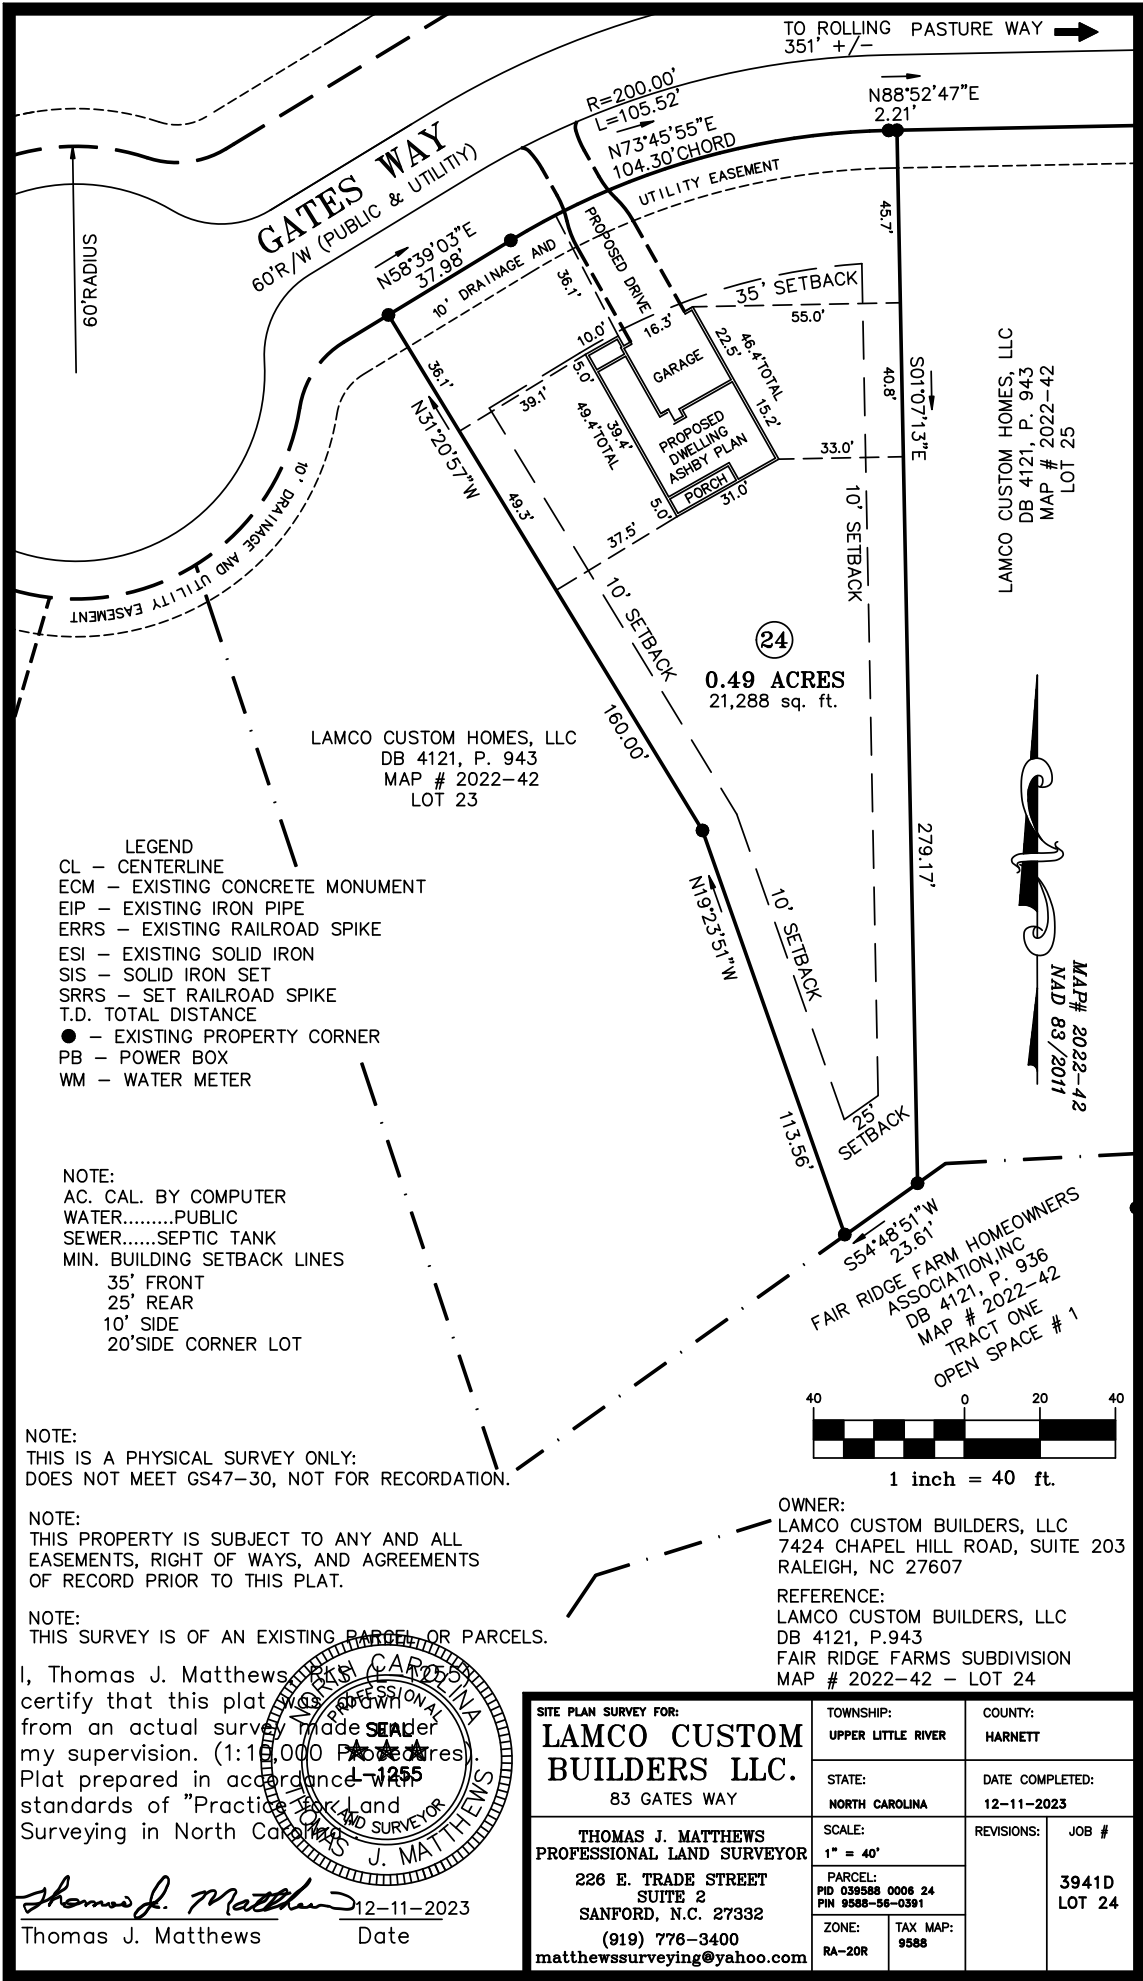 TO ROLLING PASTURE WAY
351' +/-
R=200.00'
L=105.52'
N73°45'55"E
104.30'CHORD
N88°52'47"E
2.21'
GATES WAY
60'R/W (PUBLIC & UTILITIY)
N58°39'03"E
37.98'
10' DRAINAGE AND UTILITY EASEMENT
60'RADIUS
PROPOSED DRIVE
36.1'
45.7'
35' SETBACK
55.0'
10.0'
16.3'
5.0'
GARAGE
22.5'
46.4'TOTAL
15.2'
40.8'
S01°07'13"E
36.1'
39.1'
N31°20'57"W
49.4'TOTAL
39.4'
PROPOSED
DWELLING
ASHBY PLAN
PORCH
31.0'
5.0'
33.0'
37.5'
49.3'
10' SETBACK
10' SETBACK
10' DRAINAGE AND UTILITY EASEMENT
LAMCO CUSTOM HOMES, LLC
DB 4121, P. 943
MAP # 2022-42
LOT 25
24
0.49 ACRES
21,288 sq. ft.
160.00'
LAMCO CUSTOM HOMES, LLC
DB 4121, P. 943
MAP # 2022-42
LOT 23
279.17'
N19°23'51"W
10' SETBACK
113.56'
25'
SETBACK
MAP# 2022-42
NAD 83/2011
LEGEND
CL - CENTERLINE
ECM - EXISTING CONCRETE MONUMENT
EIP - EXISTING IRON PIPE
ERRS - EXISTING RAILROAD SPIKE
ESI - EXISTING SOLID IRON
SIS - SOLID IRON SET
SRRS - SET RAILROAD SPIKE
T.D. TOTAL DISTANCE
● - EXISTING PROPERTY CORNER
PB - POWER BOX
WM - WATER METER
NOTE:
AC. CAL. BY COMPUTER
WATER.........PUBLIC
SEWER......SEPTIC TANK
MIN. BUILDING SETBACK LINES
35' FRONT
25' REAR
10' SIDE
20'SIDE CORNER LOT
S54°48'51"W
23.61'
FAIR RIDGE FARM HOMEOWNERS
ASSOCIATION,INC
DB 4121, P. 936
MAP # 2022-42
TRACT ONE
OPEN SPACE # 1
40 0 20 40
1 inch = 40 ft.
NOTE:
THIS IS A PHYSICAL SURVEY ONLY:
DOES NOT MEET GS47-30, NOT FOR RECORDATION.
NOTE:
THIS PROPERTY IS SUBJECT TO ANY AND ALL
EASEMENTS, RIGHT OF WAYS, AND AGREEMENTS
OF RECORD PRIOR TO THIS PLAT.
NOTE:
THIS SURVEY IS OF AN EXISTING PARCEL OR PARCELS.
OWNER:
LAMCO CUSTOM BUILDERS, LLC
7424 CHAPEL HILL ROAD, SUITE 203
RALEIGH, NC 27607
REFERENCE:
LAMCO CUSTOM BUILDERS, LLC
DB 4121, P.943
FAIR RIDGE FARMS SUBDIVISION
MAP # 2022-42 - LOT 24
I, Thomas J. Matthews, RLS (L-1255)
certify that this plat was drawn
from an actual survey made under
my supervision. (1:10,000 Procedures).
Plat prepared in accordance with
standards of "Practice for Land
Surveying in North Carolina.
NORTH CAROLINA
PROFESSIONAL
SEAL
L-1255
LAND SURVEYOR
THOMAS J. MATTHEWS
Thomas J. Matthews
12-11-2023
Thomas J. Matthews
Date
SITE PLAN SURVEY FOR:
LAMCO CUSTOM
BUILDERS LLC.
83 GATES WAY
THOMAS J. MATTHEWS
PROFESSIONAL LAND SURVEYOR
226 E. TRADE STREET
SUITE 2
SANFORD, N.C. 27332
(919) 776-3400
matthewssurveying@yahoo.com
TOWNSHIP:
UPPER LITTLE RIVER
COUNTY:
HARNETT
STATE:
NORTH CAROLINA
DATE COMPLETED:
12-11-2023
SCALE:
1" = 40'
REVISIONS:
JOB #
3941D
LOT 24
PARCEL:
PID 039588 0006 24
PIN 9588-56-0391
ZONE:
RA-20R
TAX MAP:
9588